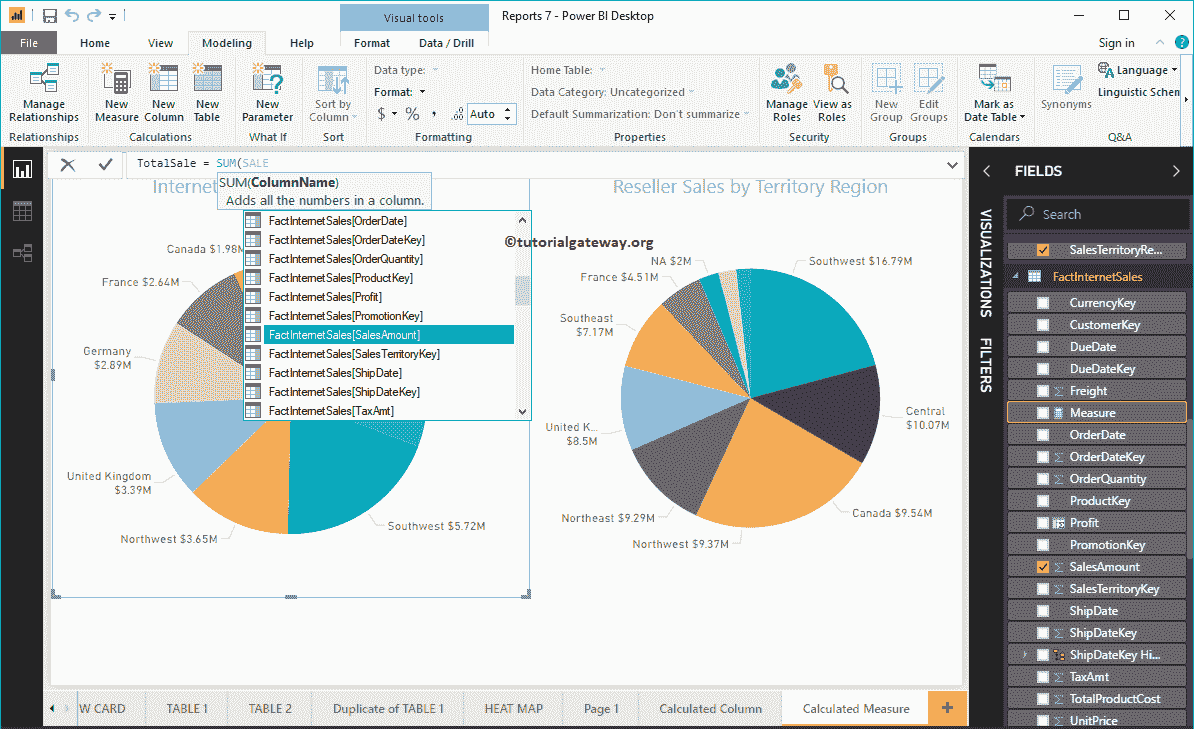 Visual tools
Reports 7 - Power BI Desktop
File
Home
View
Modeling
Help
Format
Data / Drill
Sign in
Manage
Relationships
Relationships
New
Measure
New
Column
New
Table
Calculations
New
Parameter
What If
Sort by
Column
Sort
Data type:
Format:
$ % , .00 Auto
Formatting
Home Table:
Data Category: Uncategorized
Default Summarization: Don't summarize
Properties
Manage
Roles
View as
Roles
Security
New
Group
Edit
Groups
Groups
Mark as
Date Table
Calendars
Synonyms
Language
Linguistic Schem
Q&A
TotalSale = SUM(SALE
SUM(ColumnName)
Adds all the numbers in a column.
FactInternetSales[OrderDate]
FactInternetSales[OrderDateKey]
FactInternetSales[OrderQuantity]
FactInternetSales[ProductKey]
FactInternetSales[Profit]
FactInternetSales[PromotionKey]
FactInternetSales[SalesAmount]
FactInternetSales[SalesTerritoryKey]
FactInternetSales[ShipDate]
FactInternetSales[ShipDateKey]
FactInternetSales[TaxAmt]
Internet
Canada $1.98M
France $2.64M
Germany
$2.89M
United Kingdom
$3.39M
Northwest $3.65M
Southwest $5.72M
©tutorialgateway.org
Reseller Sales by Territory Region
NA $2M
France $4.51M
Southeast
$7.17M
United K...
$8.5M
Northeast $9.29M
Northwest $9.37M
Canada $9.54M
Central
$10.07M
Southwest $16.79M
VISUALIZATIONS
FILTERS
FIELDS
Search
SalesTerritoryRe...
FactInternetSales
CurrencyKey
CustomerKey
DueDate
DueDateKey
Freight
Measure
OrderDate
OrderDateKey
OrderQuantity
ProductKey
Profit
PromotionKey
SalesAmount
SalesTerritoryKey
ShipDate
ShipDateKey
ShipDateKey Hi...
TaxAmt
TotalProductCost
UnitPrice
W CARD
TABLE 1
TABLE 2
Duplicate of TABLE 1
HEAT MAP
Page 1
Calculated Column
Calculated Measure